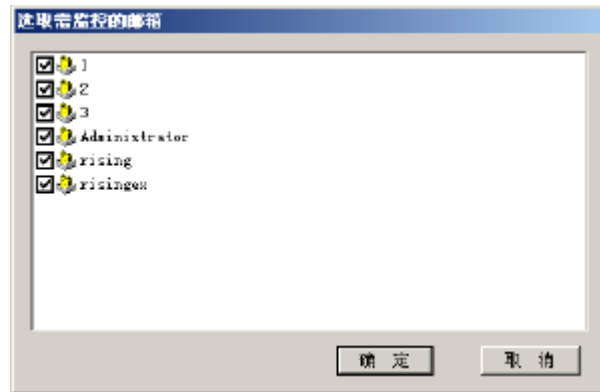 选取需监控的邮箱
1
2
3
Administrator
rising
risingex
确 定
取 消